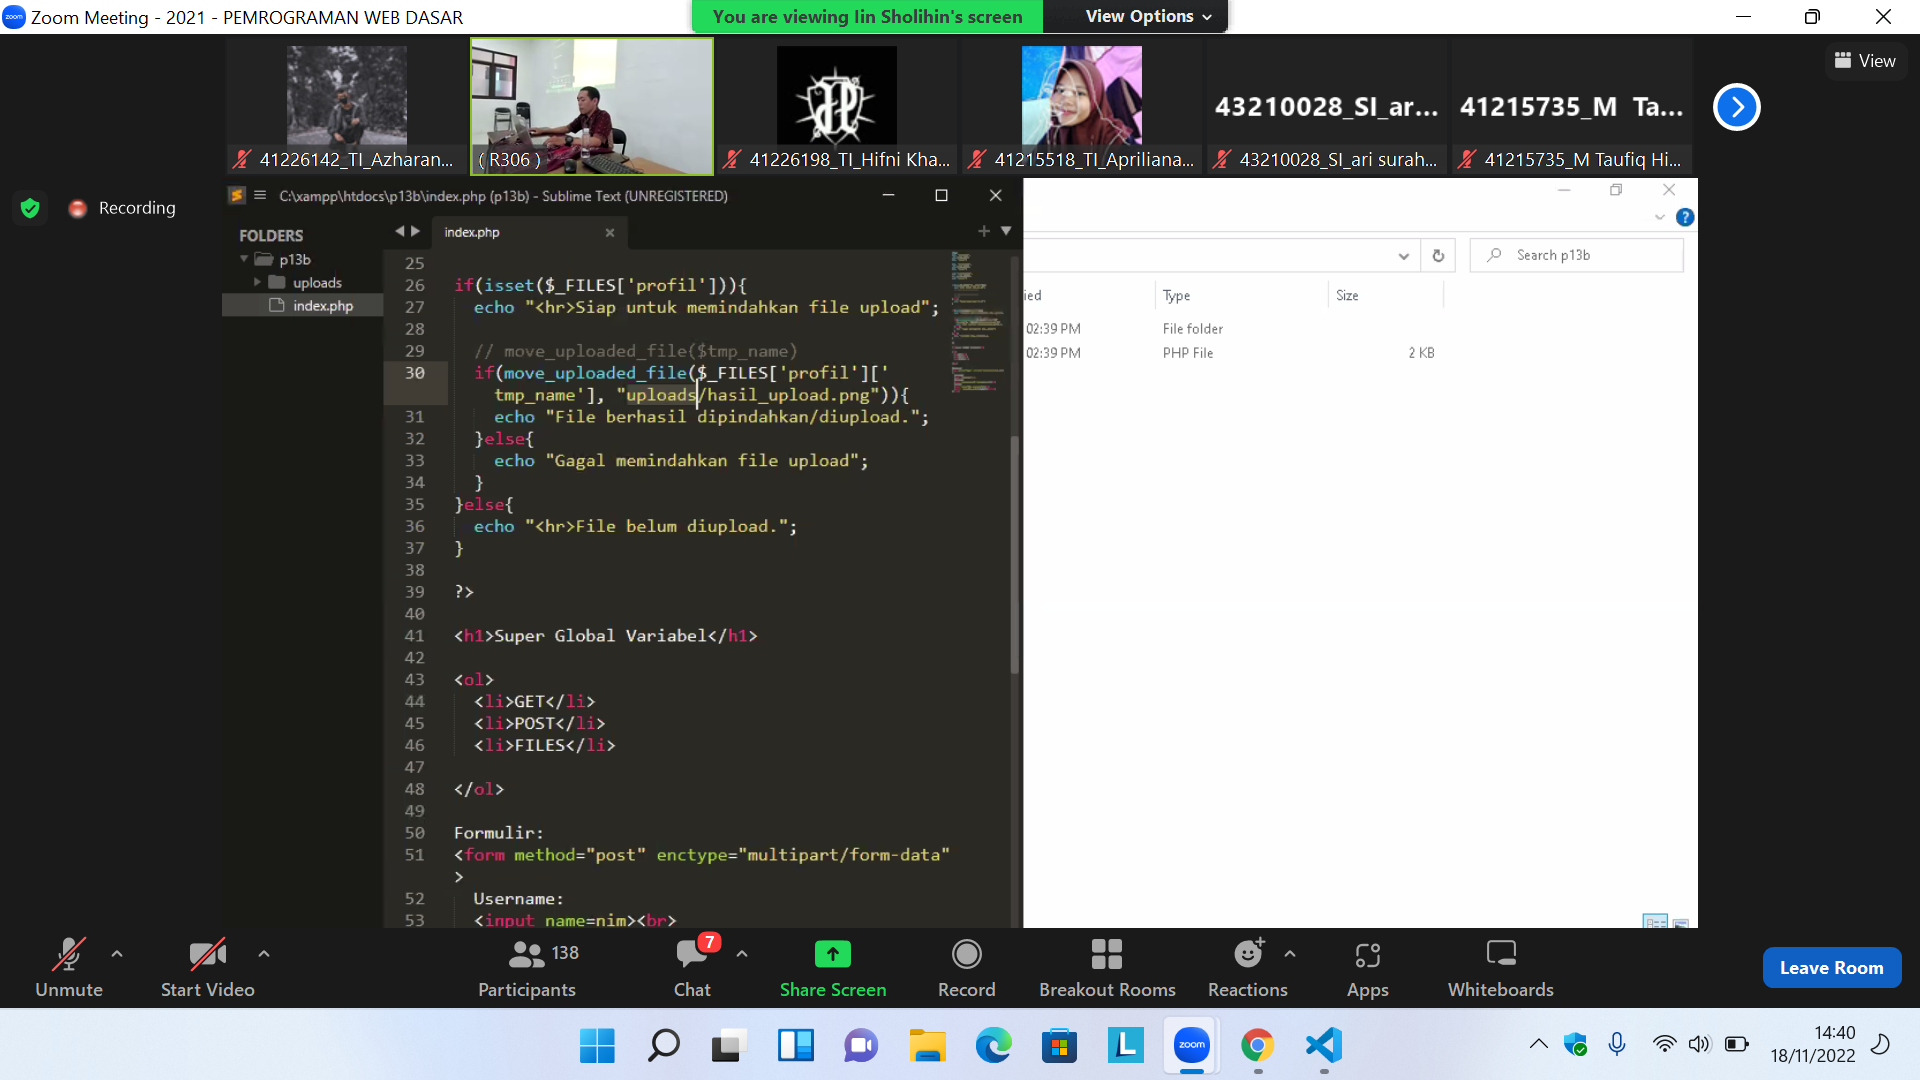 zoom Zoom Meeting - 2021 - PEMROGRAMAN WEB DASAR
You are viewing Iin Sholihin's screen
View Options
View
41226142_TI_Azharan...
( R306 )
41226198_TI_Hifni Kha...
41215518_TI_Apriliana...
43210028_SI_ar...
43210028_SI_ari surah...
41215735_M Ta...
41215735_M Taufiq Hi...
Recording
C:\xampp\htdocs\p13b\index.php (p13b) - Sublime Text (UNREGISTERED)
FOLDERS
p13b
uploads
index.php
index.php
25
26 if(isset($_FILES['profil'])){
27 echo "<hr>Siap untuk memindahkan file upload";
28
29 // move_uploaded_file($tmp_name)
30 if(move_uploaded_file($_FILES['profil']['
tmp_name'], "uploads/hasil_upload.png")){
31 echo "File berhasil dipindahkan/diupload.";
32 }else{
33 echo "Gagal memindahkan file upload";
34 }
35 }else{
36 echo "<hr>File belum diupload.";
37 }
38
39 ?>
40
41 <h1>Super Global Variabel</h1>
42
43 <ol>
44 <li>GET</li>
45 <li>POST</li>
46 <li>FILES</li>
47
48 </ol>
49
50 Formulir:
51 <form method="post" enctype="multipart/form-data"
>
52 Username:
53 <input name=nim><br>
Search p13b
ied Type Size
02:39 PM File folder
02:39 PM PHP File 2 KB
Unmute
Start Video
138
Participants
7
Chat
Share Screen
Record
Breakout Rooms
Reactions
Apps
Whiteboards
Leave Room
L
zoom
14:40
18/11/2022